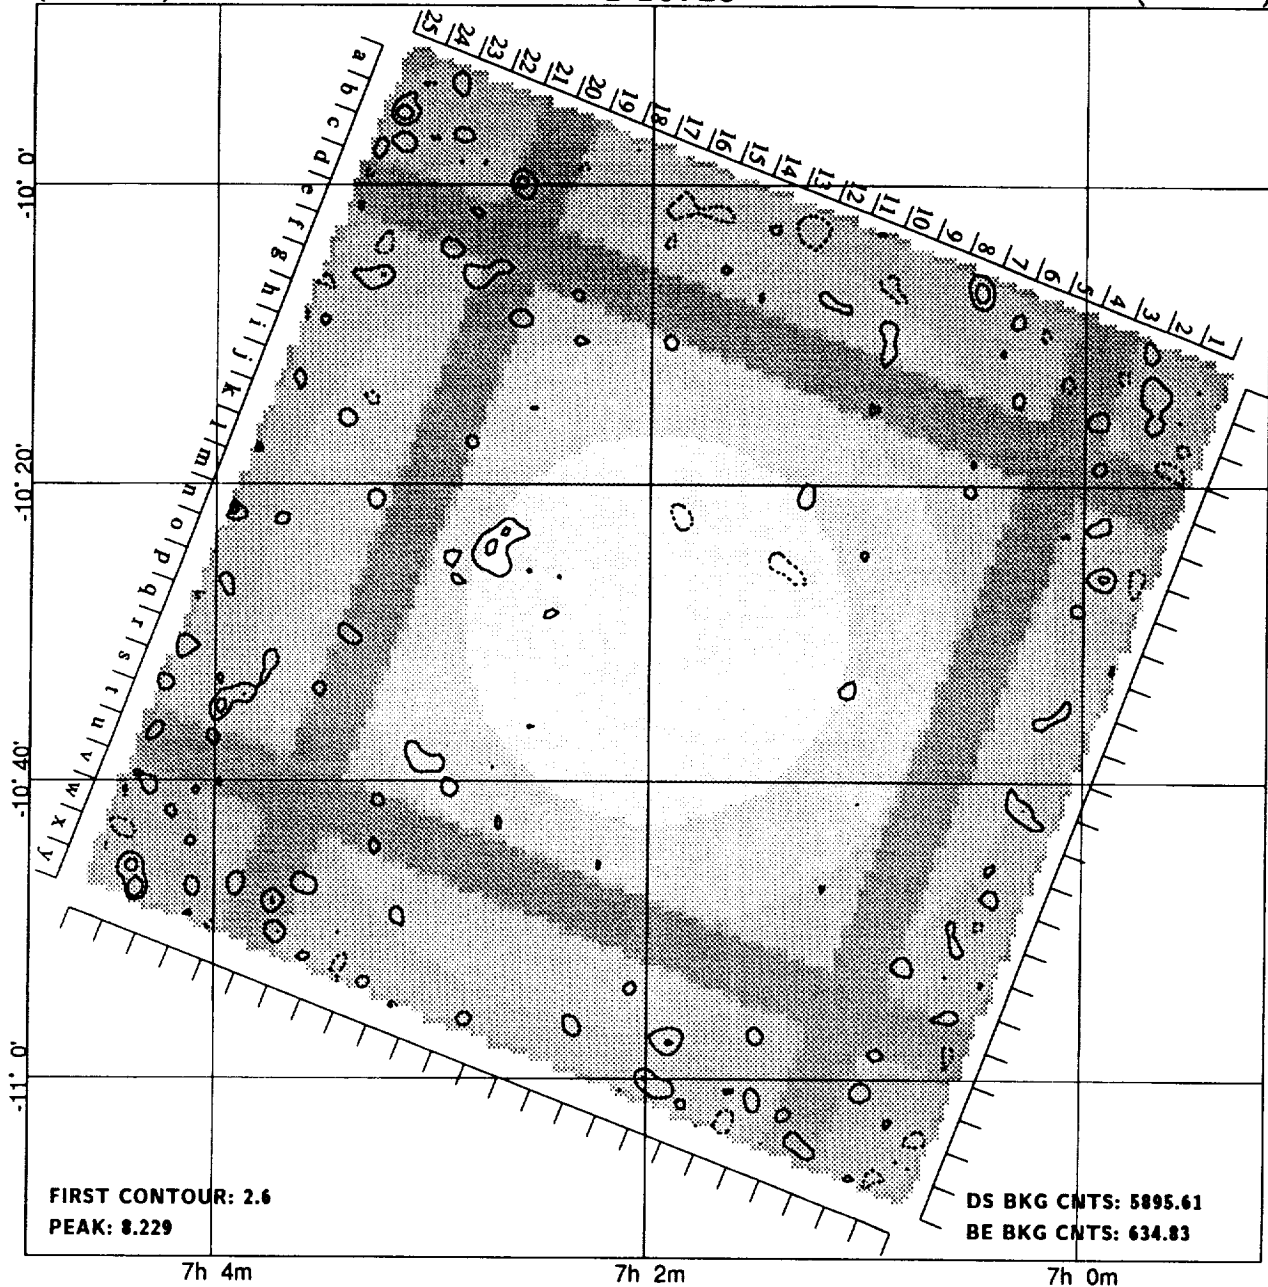 25 24 23 22 21 20 19 18 17 16 15 14 13 12 11 10 9 8 7 6 5 4 3 2 1
a b c d e f g h i j k l m n o p q r s t u v w x y
-10° 0'
-10° 20'
-10° 40'
-11° 0'
FIRST CONTOUR: 2.6
PEAK: 8.229
DS BKG CNTS: 5895.61
BE BKG CNTS: 634.83
7h 4m 7h 2m 7h 0m